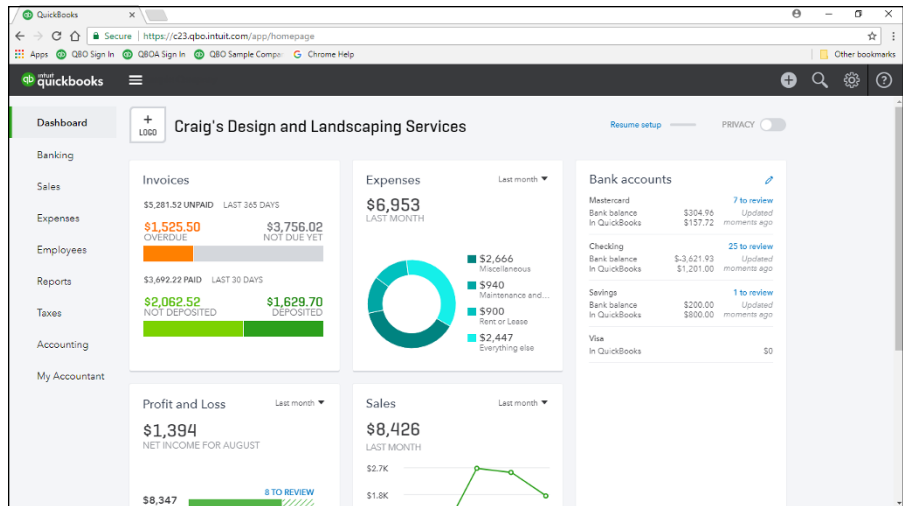 QuickBooks
Secure https://c23.qbo.intuit.com/app/homepage
Apps QBO Sign In QBOA Sign In QBO Sample Compa Chrome Help Other bookmarks
qb intuit quickbooks
Dashboard
Banking
Sales
Expenses
Employees
Reports
Taxes
Accounting
My Accountant
+ LOGO
Craig's Design and Landscaping Services
Resume setup
PRIVACY
Invoices
$5,281.52 UNPAID LAST 365 DAYS
$1,525.50 $3,756.02
OVERDUE NOT DUE YET
$3,692.22 PAID LAST 30 DAYS
$2,062.52 $1,629.70
NOT DEPOSITED DEPOSITED
Expenses Last month
$6,953
LAST MONTH
$2,666
Miscellaneous
$940
Maintenance and...
$900
Rent or Lease
$2,447
Everything else
Bank accounts
Mastercard 7 to review
Bank balance $304.96 Updated
In QuickBooks $157.72 moments ago
Checking 25 to review
Bank balance $-3,621.93 Updated
In QuickBooks $1,201.00 moments ago
Savings 1 to review
Bank balance $200.00 Updated
In QuickBooks $800.00 moments ago
Visa
In QuickBooks $0
Profit and Loss Last month
$1,394
NET INCOME FOR AUGUST
8 TO REVIEW
$8,347
Sales Last month
$8,426
LAST MONTH
$2.7K
$1.8K